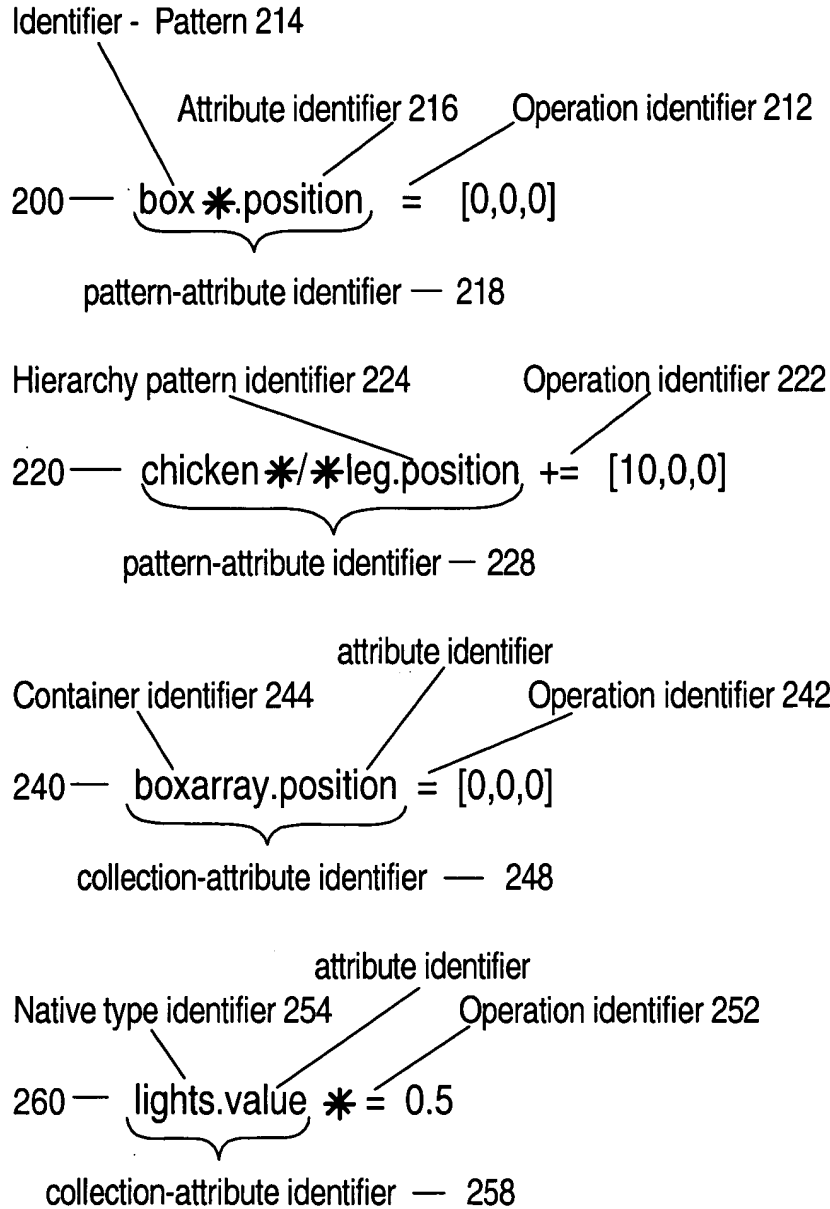 Identifier - Pattern 214
Attribute identifier 216 Operation identifier 212
200 — box *.position = [0,0,0]
pattern-attribute identifier — 218
Hierarchy pattern identifier 224 Operation identifier 222
220 — chicken */*leg.position += [10,0,0]
pattern-attribute identifier — 228
attribute identifier
Container identifier 244 Operation identifier 242
240 — boxarray.position = [0,0,0]
collection-attribute identifier — 248
attribute identifier
Native type identifier 254 Operation identifier 252
260 — lights.value * = 0.5
collection-attribute identifier — 258